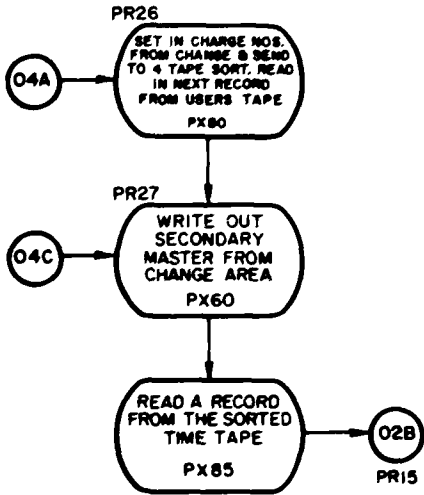 PR26
SET IN CHARGE NOS.
FROM CHANGE & SEND
TO 4 TAPE SORT. READ
IN NEXT RECORD
FROM USERS TAPE
PX80
04A
PR27
WRITE OUT
SECONDARY
MASTER FROM
CHANGE AREA
PX60
04C
READ A RECORD
FROM THE SORTED
TIME TAPE
PX85
02B
PR15